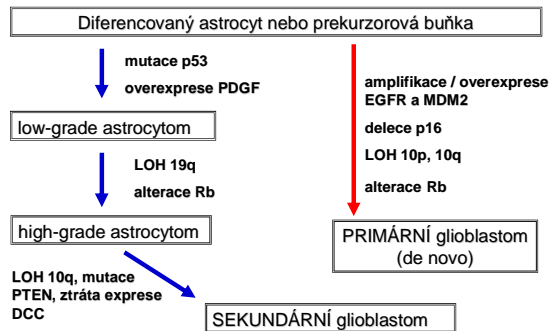 Diferencovaný astrocyt nebo prekurzorová buňka
mutace p53
overexprese PDGF
low-grade astrocytom
LOH 19q
alterace Rb
high-grade astrocytom
LOH 10q, mutace
PTEN, ztráta exprese
DCC
SEKUNDÁRNÍ glioblastom
amplifikace / overexprese
EGFR a MDM2
delece p16
LOH 10p, 10q
alterace Rb
PRIMÁRNÍ glioblastom
(de novo)